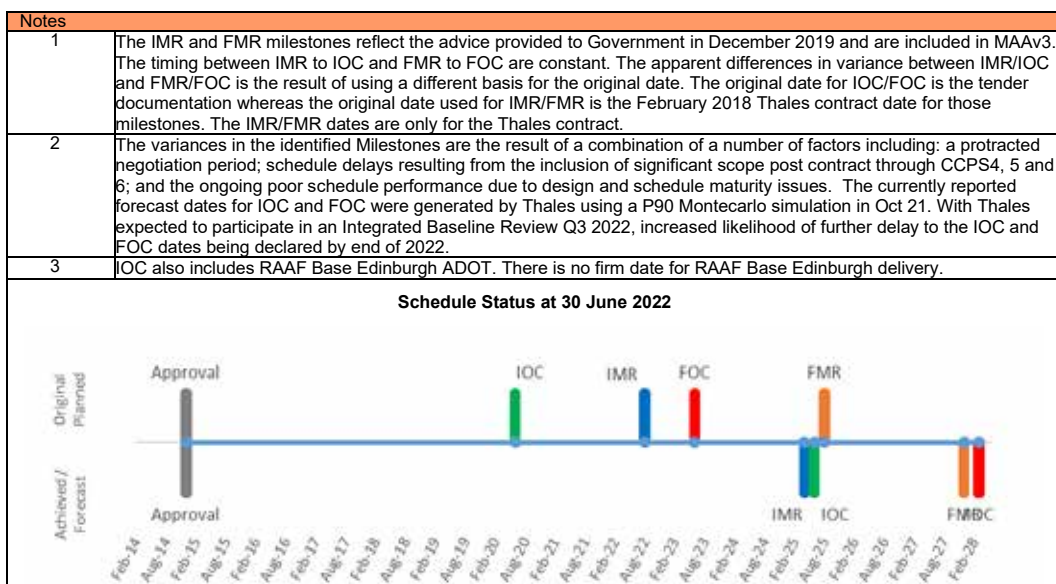 Notes
1 The IMR and FMR milestones reflect the advice provided to Government in December 2019 and are included in MAAv3.
The timing between IMR to IOC and FMR to FOC are constant. The apparent differences in variance between IMR/IOC
and FMR/FOC is the result of using a different basis for the original date. The original date for IOC/FOC is the tender
documentation whereas the original date used for IMR/FMR is the February 2018 Thales contract date for those
milestones. The IMR/FMR dates are only for the Thales contract.
2 The variances in the identified Milestones are the result of a combination of a number of factors including: a protracted
negotiation period; schedule delays resulting from the inclusion of significant scope post contract through CCPS4, 5 and
6; and the ongoing poor schedule performance due to design and schedule maturity issues. The currently reported
forecast dates for IOC and FOC were generated by Thales using a P90 Montecarlo simulation in Oct 21. With Thales
expected to participate in an Integrated Baseline Review Q3 2022, increased likelihood of further delay to the IOC and
FOC dates being declared by end of 2022.
3 IOC also includes RAAF Base Edinburgh ADOT. There is no firm date for RAAF Base Edinburgh delivery.
Schedule Status at 30 June 2022
Original
Planned
Approval IOC IMR FOC FMR
Achieved /
Forecast
Approval IMR IOC FMR FOC
Feb-14 Aug-14 Feb-15 Aug-15 Feb-16 Aug-16 Feb-17 Aug-17 Feb-18 Aug-18 Feb-19 Aug-19 Feb-20 Aug-20 Feb-21 Aug-21 Feb-22 Aug-22 Feb-23 Aug-23 Feb-24 Aug-24 Feb-25 Aug-25 Feb-26 Aug-26 Feb-27 Aug-27 Feb-28